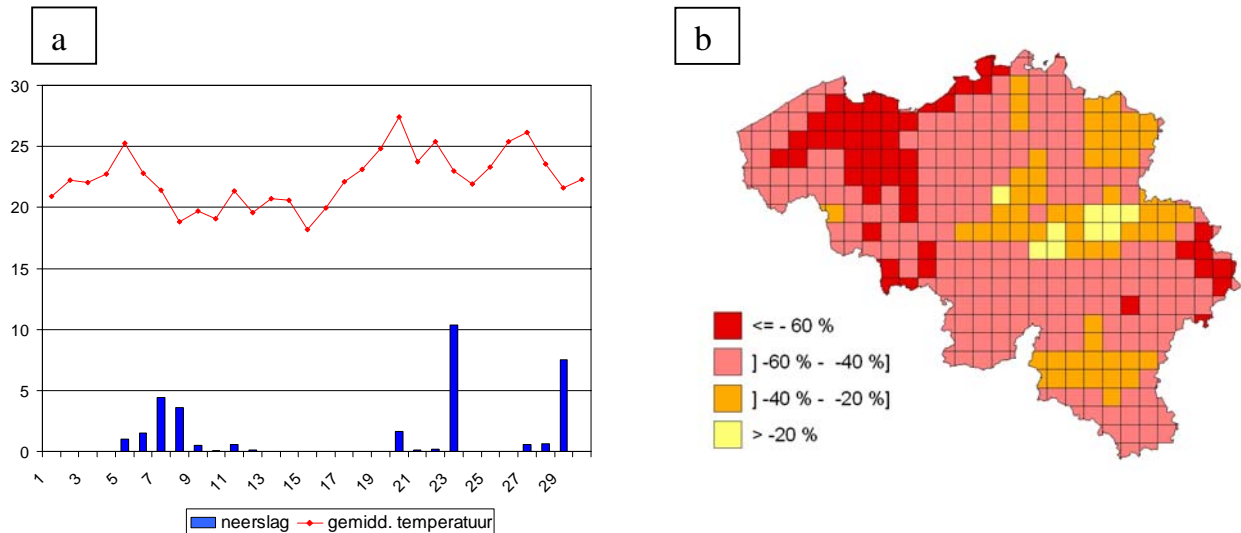 a
30
25
20
15
10
5
0
1 3 5 7 9 11 13 15 17 19 21 23 25 27 29
neerslag gemidd. temperatuur
b
<= - 60 %
] -60 % - -40 %]
] -40 % - -20 %]
> -20 %